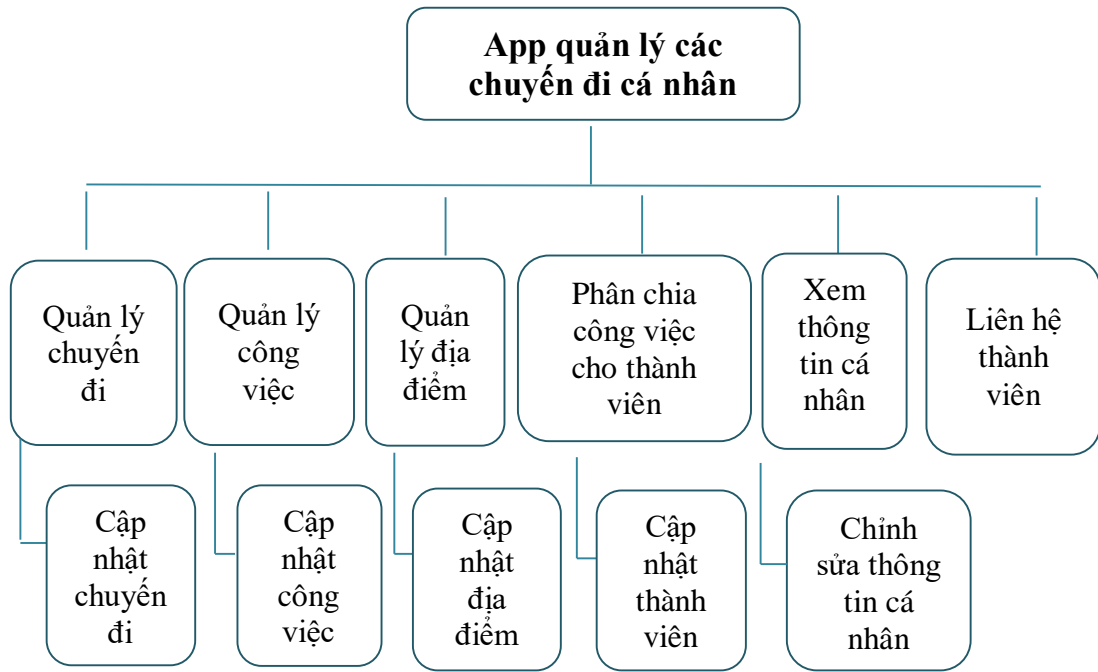 App quản lý các
chuyến đi cá nhân
Quản lý
chuyến
đi
Quản lý
công
việc
Quản
lý địa
điểm
Phân chia
công việc
cho thành
viên
Xem
thông
tin cá
nhân
Liên hệ
thành
viên
Cập
nhật
chuyến
đi
Cập
nhật
công
việc
Cập
nhật
địa
điểm
Cập
nhật
thành
viên
Chỉnh
sửa thông
tin cá
nhân